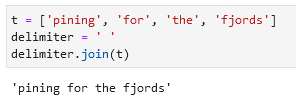 t = ['pining', 'for', 'the', 'fjords']
delimiter = ' '
delimiter.join(t)
'pining for the fjords'